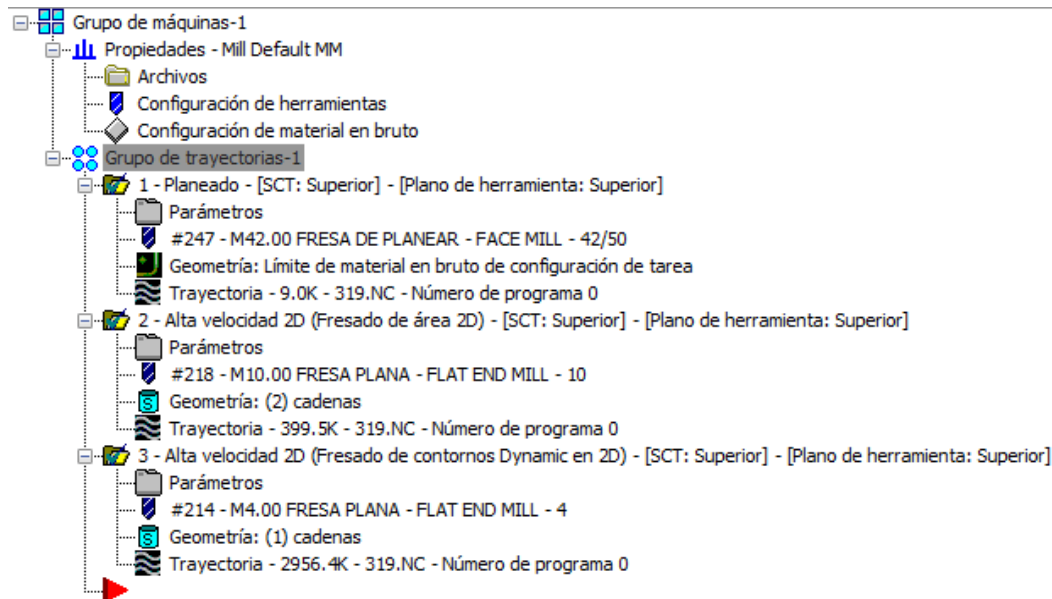 Grupo de máquinas-1
Propiedades - Mill Default MM
Archivos
Configuración de herramientas
Configuración de material en bruto
Grupo de trayectorias-1
1 - Planeado - [SCT: Superior] - [Plano de herramienta: Superior]
Parámetros
#247 - M42.00 FRESA DE PLANEAR - FACE MILL - 42/50
Geometría: Límite de material en bruto de configuración de tarea
Trayectoria - 9.0K - 319.NC - Número de programa 0
2 - Alta velocidad 2D (Fresado de área 2D) - [SCT: Superior] - [Plano de herramienta: Superior]
Parámetros
#218 - M10.00 FRESA PLANA - FLAT END MILL - 10
Geometría: (2) cadenas
Trayectoria - 399.5K - 319.NC - Número de programa 0
3 - Alta velocidad 2D (Fresado de contornos Dynamic en 2D) - [SCT: Superior] - [Plano de herramienta: Superior]
Parámetros
#214 - M4.00 FRESA PLANA - FLAT END MILL - 4
Geometría: (1) cadenas
Trayectoria - 2956.4K - 319.NC - Número de programa 0